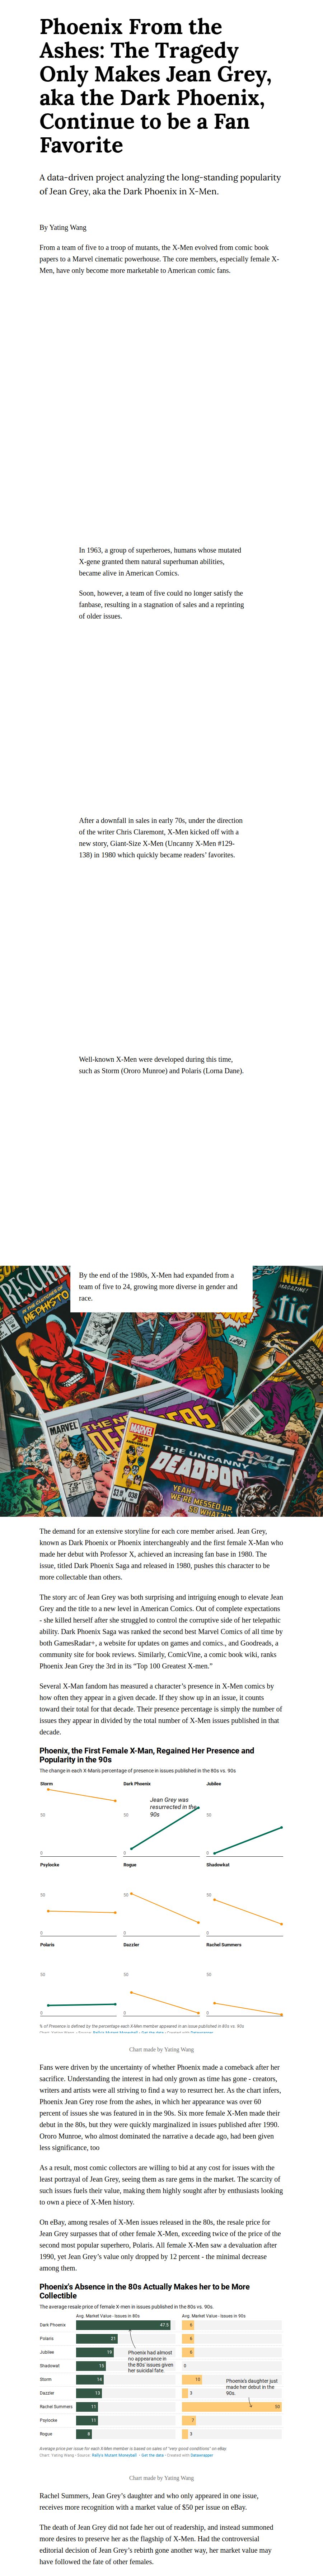 Phoenix From the
Ashes: The Tragedy
Only Makes Jean Grey,
aka the Dark Phoenix,
Continue to be a Fan
Favorite
A data-driven project analyzing the long-standing popularity
of Jean Grey, aka the Dark Phoenix in X-Men.
By Yating Wang
From a team of five to a troop of mutants, the X-Men evolved from comic book
papers to a Marvel cinematic powerhouse. The core members, especially female X-
Men, have only become more marketable to American comic fans.
In 1963, a group of superheroes, humans whose mutated
X-gene granted them natural superhuman abilities,
became alive in American Comics.
Soon, however, a team of five could no longer satisfy the
fanbase, resulting in a stagnation of sales and a reprinting
of older issues.
After a downfall in sales in early 70s, under the direction
of the writer Chris Claremont, X-Men kicked off with a
new story, Giant-Size X-Men (Uncanny X-Men #129-
138) in 1980 which quickly became readers' favorites.
Well-known X-Men were developed during this time,
such as Storm (Ororo Munroe) and Polaris (Lorna Dane).
By the end of the 1980s, X-Men had expanded from a
team of five to 24, growing more diverse in gender and
race.
MEPHISTO
MAGAZINE!
MARVEL
THE NEW
THE UNCANNY
DEADPOOL
YEAH-
WE'RE MESSED UP.
SO WHAT?!
The demand for an extensive storyline for each core member arised. Jean Grey,
known as Dark Phoenix or Phoenix interchangeably and the first female X-Man who
made her debut with Professor X, achieved an increasing fan base in 1980. The
issue, titled Dark Phoenix Saga and released in 1980, pushes this character to be
more collectable than others.
The story arc of Jean Grey was both surprising and intriguing enough to elevate Jean
Grey and the title to a new level in American Comics. Out of complete expectations
- she killed herself after she struggled to control the corruptive side of her telepathic
ability. Dark Phoenix Saga was ranked the second best Marvel Comics of all time by
both GamesRadar+, a website for updates on games and comics., and Goodreads, a
community site for book reviews. Similarly, ComicVine, a comic book wiki, ranks
Phoenix Jean Grey the 3rd in its "Top 100 Greatest X-men."
Several X-Man fandom has measured a character's presence in X-Men comics by
how often they appear in a given decade. If they show up in an issue, it counts
toward their total for that decade. Their presence percentage is simply the number of
issues they appear in divided by the total number of X-Men issues published in that
decade.
Phoenix, the First Female X-Man, Regained Her Presence and
Popularity in the 90s
The change in each X-Man's percentage of presence in issues published in the 80s vs. 90s.
Storm
Dark Phoenix
Jubilee
Jean Grey was
resurrected in the
90s
50
50
50
0
0
0
Psylocke
Rogue
Shadowkat
50
50
50
0
0
0
Polaris
Dazzler
Rachel Summers
50
50
50
0
0
0
% of Presence is defined by the percentage each X-Man member appeared in an issue published in 80s vs. 90s.
Chart: Yating Wang • Source: Rally's Mutant Moneyball • Get the data • Created with Datawrapper
Chart made by Yating Wang
Fans were driven by the uncertainty of whether Phoenix made a comeback after her
sacrifice. Understanding the interest in had only grown as time has gone - creators,
writers and artists were all striving to find a way to resurrect her. As the chart infers,
Phoenix Jean Grey rose from the ashes, in which her appearance was over 60
percent of issues she was featured in the 90s. Six more female X-Men made their
debut in the 80s, but they were quickly marginalized in issues published after 1990.
Ororo Munroe, who almost dominated the narrative a decade ago, had been given
less significance, too
As a result, most comic collectors are willing to bid at any cost for issues with the
least portrayal of Jean Grey, seeing them as rare gems in the market. The scarcity of
such issues fuels their value, making them highly sought after by enthusiasts looking
to own a piece of X-Men history.
On eBay, among resales of X-Men issues released in the 80s, the resale price for
Jean Grey surpasses that of other female X-Men, exceeding twice of the price of the
second most popular superhero, Polaris. All female X-Men saw a devaluation after
1990, yet Jean Grey's value only dropped by 12 percent - the minimal decrease
among them.
Phoenix's Absence in the 80s Actually Makes her to be More
Collectible
The average resale price of female X-men in issues published in the 80s vs. 90s.
Avg. Market Value - Issues in 80s
Avg. Market Value - Issues in 90s
Dark Phoenix
47.5
6
Polaris
21
6
Jubilee
19
6
Shadowcat
15
0
Storm
14
10
Dazzler
13
3
Rachel Summers
11
50
Psylocke
11
7
Rogue
8
3
Phoenix had almost
no appearance in
the 80s' issues given
her suicidal fate.
Phoenix's daughter just
made her debut in the
90s.
Average price per issue for each X-Men member is based on sales of "very good conditions" on eBay
Chart: Yating Wang • Source: Rally's Mutant Moneyball • Get the data • Created with Datawrapper
Chart made by Yating Wang
Rachel Summers, Jean Grey's daughter and who only appeared in one issue,
receives more recognition with a market value of $50 per issue on eBay.
The death of Jean Grey did not fade her out of readership, and instead summoned
more desires to preserve her as the flagship of X-Men. Had the controversial
editorial decision of Jean Grey's rebirth gone another way, her market value may
have followed the fate of other females.